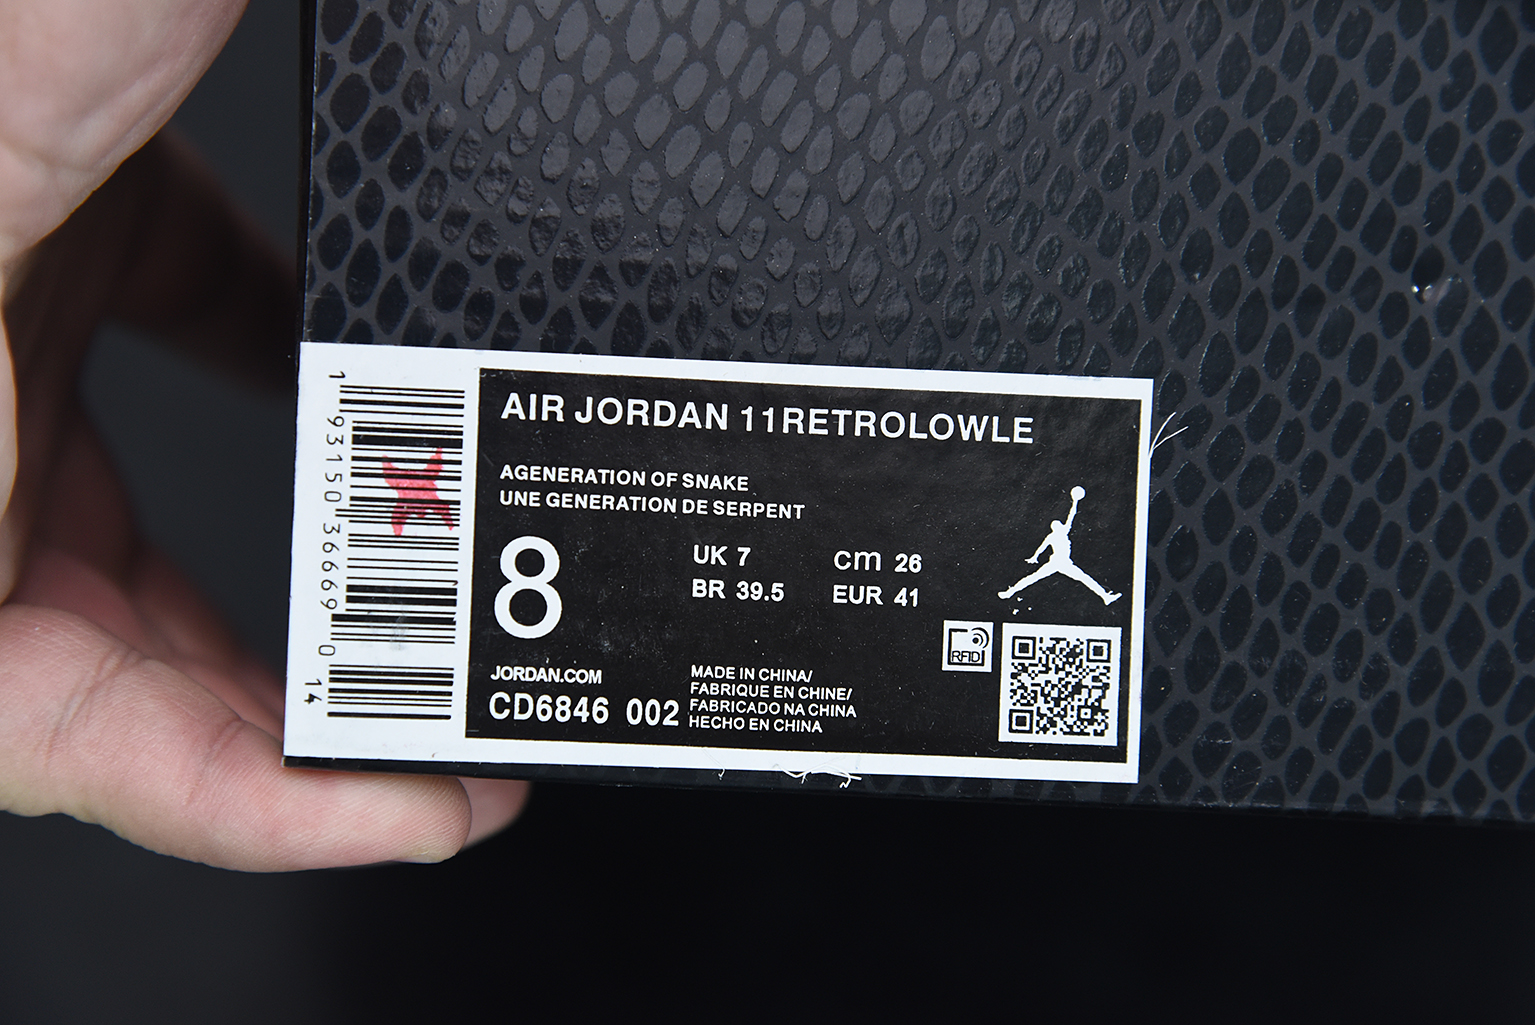 AIR JORDAN 11RETROLOWLE
AGENERATION OF SNAKE
UNE GENERATION DE SERPENT
8
UK 7
cm 26
BR 39.5
EUR 41
RFID
JORDAN.COM
CD6846 002
MADE IN CHINA/
FABRIQUE EN CHINE/
FABRICADO NA CHINA
HECHO EN CHINA
1 93150 36669 0 14